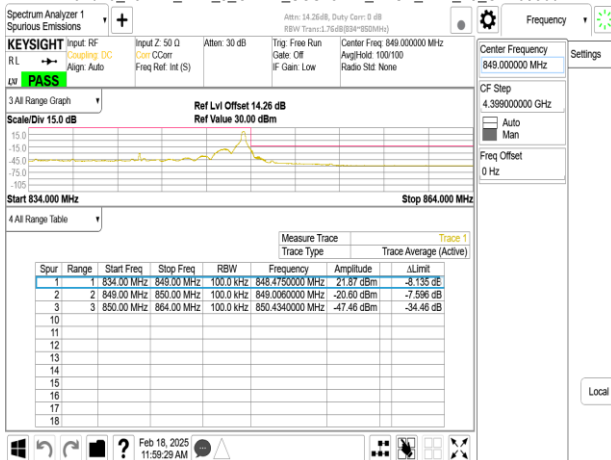 Spectrum Analyzer 1
Spurious Emissions
Attn: 14.26dB, Duty Corr: 0 dB
RBW Trans:1.76dB(834~850MHz)
Frequency
KEYSIGHT
Input: RF
Input Z: 50 Ω
Atten: 30 dB
Trig: Free Run
Center Freq: 849.000000 MHz
RL
Coupling: DC
Corr CCorr
Gate: Off
Avg|Hold: 100/100
Align: Auto
Freq Ref: Int (S)
IF Gain: Low
Radio Std: None
LXI PASS
Center Frequency
849.000000 MHz
Settings
CF Step
4.399000000 GHz
Auto
Man
Freq Offset
0 Hz
Local
3 All Range Graph
Ref Lvl Offset 14.26 dB
Scale/Div 15.0 dB
Ref Value 30.00 dBm
15.0
-15.0
-45.0
-75.0
-105
Start 834.000 MHz
Stop 864.000 MHz
4 All Range Table
Measure Trace Trace 1
Trace Type Trace Average (Active)
Spur Range Start Freq Stop Freq RBW Frequency Amplitude ΔLimit
1 1 834.00 MHz 849.00 MHz 100.0 kHz 848.4750000 MHz 21.87 dBm -8.135 dB
2 2 849.00 MHz 850.00 MHz 100.0 kHz 849.0060000 MHz -20.60 dBm -7.596 dB
3 3 850.00 MHz 864.00 MHz 100.0 kHz 850.4340000 MHz -47.46 dBm -34.46 dB
10
11
12
13
14
15
16
17
18
?
Feb 18, 2025
11:59:29 AM